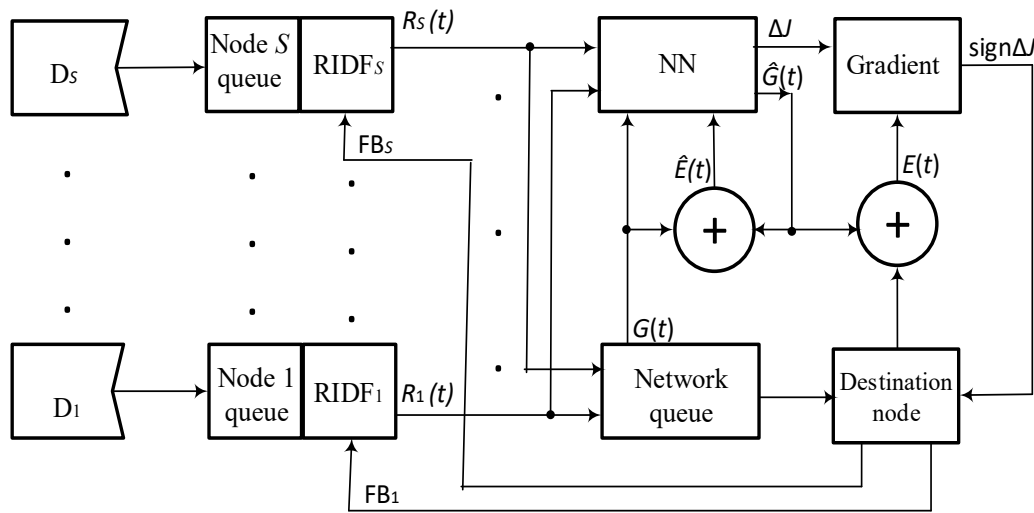 Ds
Node S
queue
RIDFs
Rs(t)
NN
ΔJ
Ĝ(t)
Gradient
signΔJ
FBs
Ê(t)
E(t)
+
+
G(t)
D1
Node 1
queue
RIDF1
R1(t)
Network
queue
Destination
node
FB1